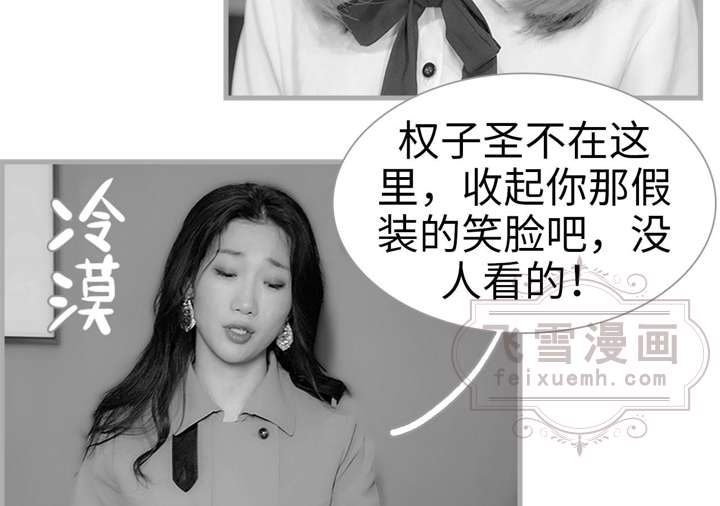 权子圣不在这
里，收起你那假
装的笑脸吧，没
人看的！
冷
漠
飞雪漫画
feixuemh.com